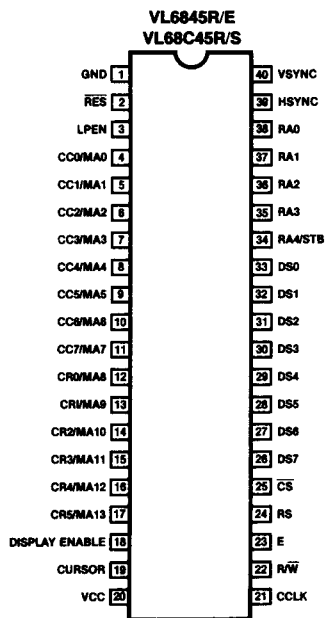 VL6845R/E
VL68C45R/S
GND 1 40 VSYNC
RES 2 39 HSYNC
LPEN 3 38 RA0
CC0/MA0 4 37 RA1
CC1/MA1 5 36 RA2
CC2/MA2 6 35 RA3
CC3/MA3 7 34 RA4/STB
CC4/MA4 8 33 DS0
CC5/MA5 9 32 DS1
CC6/MA6 10 31 DS2
CC7/MA7 11 30 DS3
CR0/MA8 12 29 DS4
CRI/MA9 13 28 DS5
CR2/MA10 14 27 DS6
CR3/MA11 15 26 DS7
CR4/MA12 16 25 CS
CR5/MA13 17 24 RS
DISPLAY ENABLE 18 23 E
CURSOR 19 22 R/W
VCC 20 21 CCLK